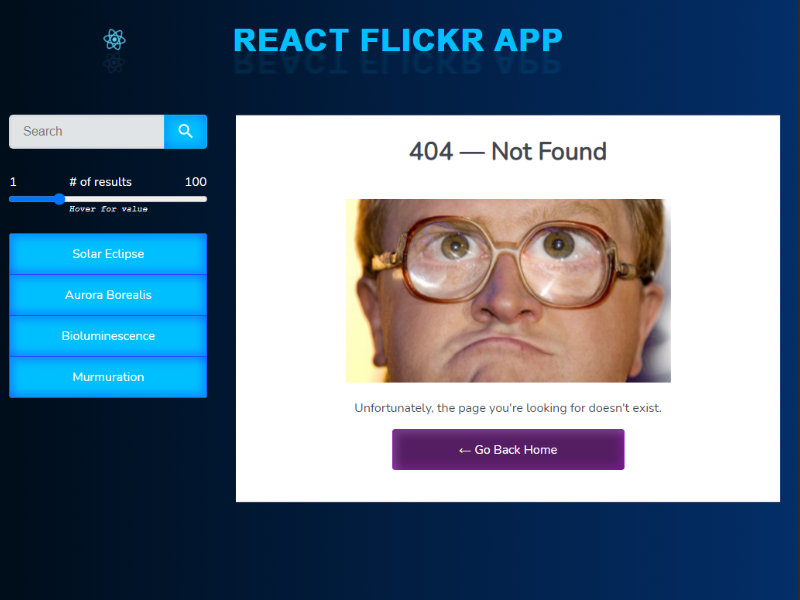 REACT FLICKR APP
Search
1 # of results 100
Hover for value
Solar Eclipse
Aurora Borealis
Bioluminescence
Murmuration
404 — Not Found
Unfortunately, the page you're looking for doesn't exist.
← Go Back Home